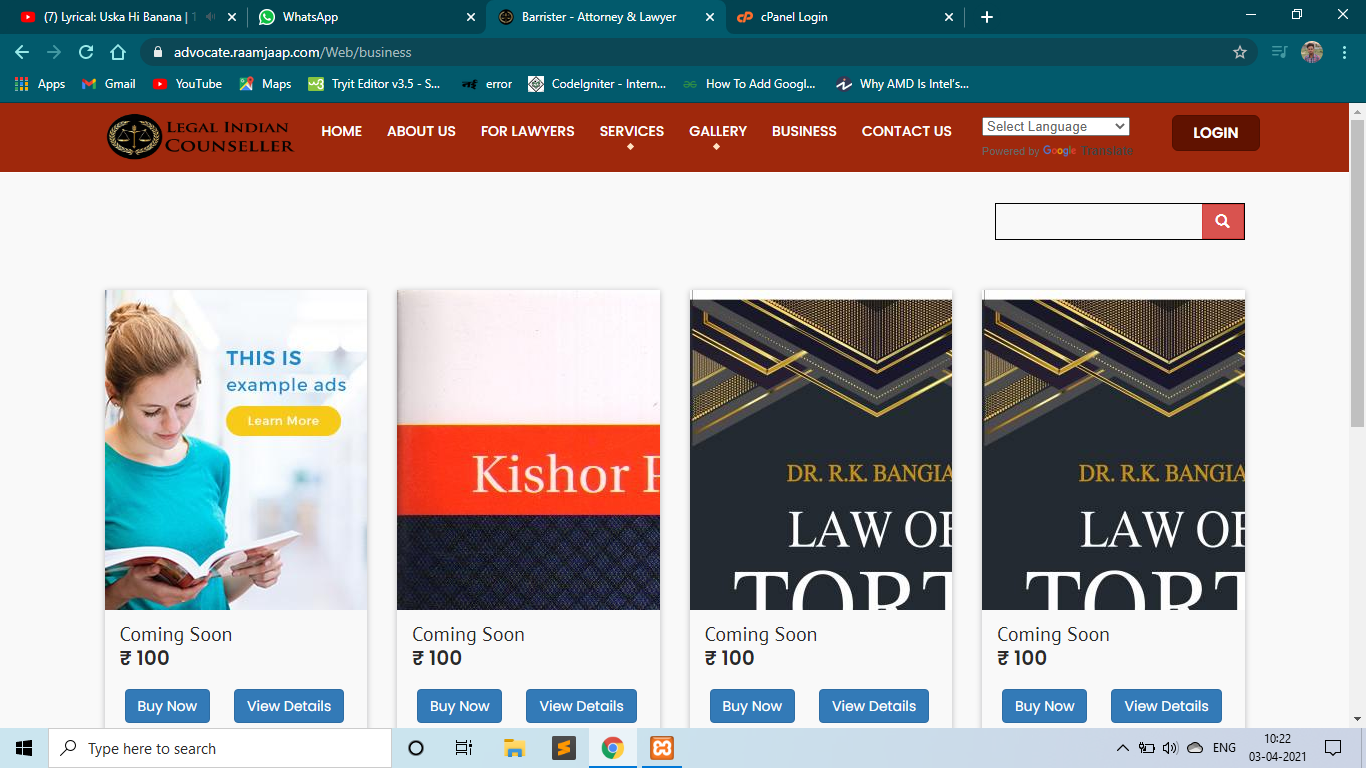 (7) Lyrical: Uska Hi Banana |
WhatsApp
Barrister - Attorney & Lawyer
cPanel Login
advocate.raamjaap.com/Web/business
Apps
Gmail
YouTube
Maps
Tryit Editor v3.5 - S...
error
CodeIgniter - Intern...
How To Add Googl...
Why AMD Is Intel's...
LEGAL INDIAN
COUNSELLER
HOME
ABOUT US
FOR LAWYERS
SERVICES
GALLERY
BUSINESS
CONTACT US
Select Language
Powered by Google Translate
LOGIN
THIS IS
example ads
Learn More
Kishor
DR. R.K. BANGIA
LAW OF
TORT
DR. R.K. BANGIA
LAW OF
TORT
Coming Soon
₹ 100
Buy Now
View Details
Coming Soon
₹ 100
Buy Now
View Details
Coming Soon
₹ 100
Buy Now
View Details
Coming Soon
₹ 100
Buy Now
View Details
Type here to search
ENG
10:22
03-04-2021